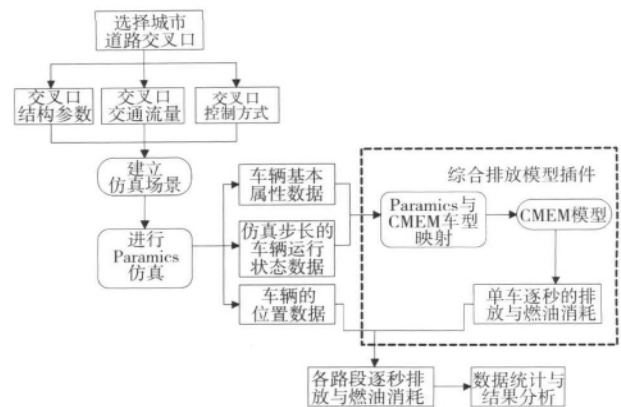 选择城市
道路交叉口
交叉口
结构参数
交叉口
交通流量
交叉口
控制方式
建立
仿真场景
进行
Paramics
仿真
车辆基本
属性数据
仿真步长的
车辆运行
状态数据
车辆的
位置数据
综合排放模型插件
Paramics与
CMEM车型
映射
CMEM模型
单车逐秒的排
放与燃油消耗
各路段逐秒排
放与燃油消耗
数据统计与
结果分析